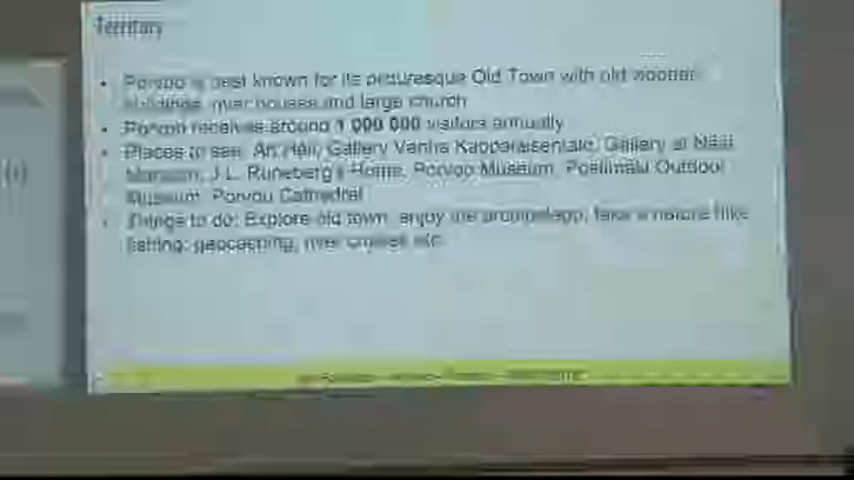 Territory
• Porvoo is best known for its picturesque Old Town with old wooden
buildings, river houses and large church
• Porvoo receives around 1 000 000 visitors annually
• Places to see: Art Hall, Gallery Vanha Kappalaisentalo, Gallery at Näsi
Mansion, J.L. Runeberg's Home, Porvoo Museum, Postimäki Outdoor
Museum, Porvoo Cathedral
• Things to do: Explore old town, enjoy the archipelago, take a nature hike
fishing, geocaching, river cruises etc.